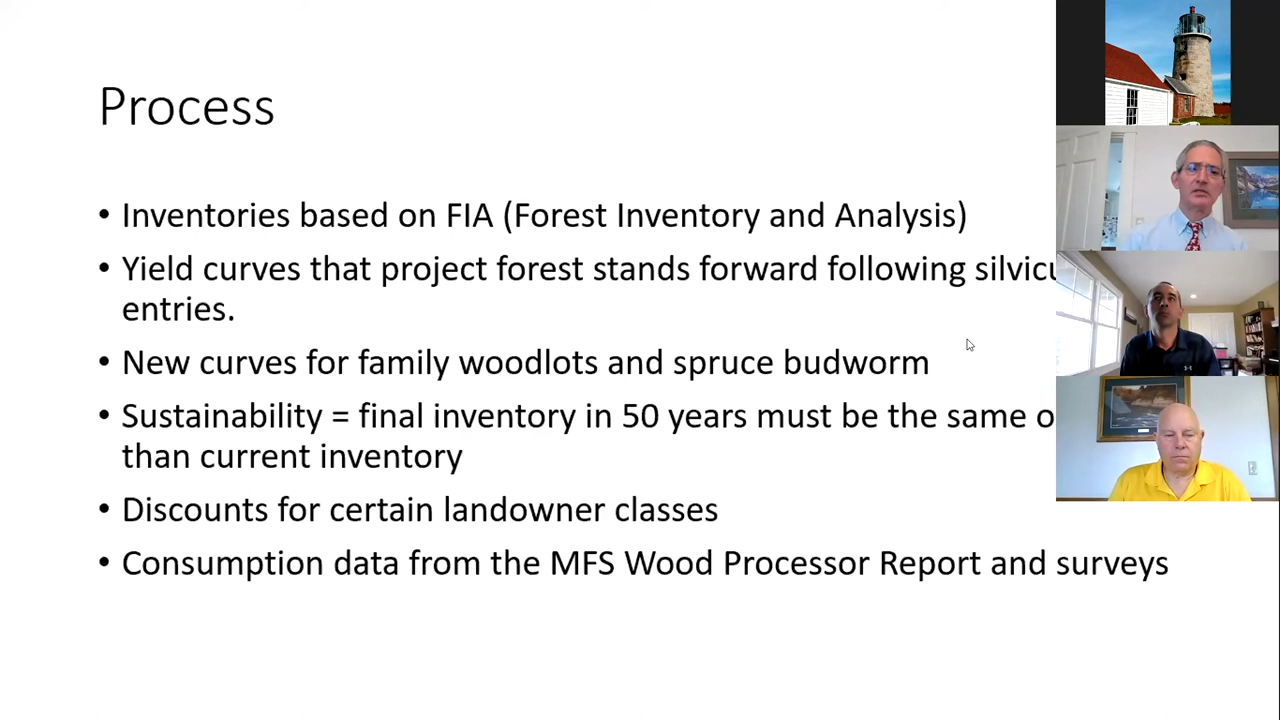 Process
• Inventories based on FIA (Forest Inventory and Analysis)
• Yield curves that project forest stands forward following
entries.
• New curves for family woodlots and spruce budworm
• Sustainability = final inventory in 50 years must be the same
than current inventory
• Discounts for certain landowner classes
• Consumption data from the MFS Wood Processor Report and surveys